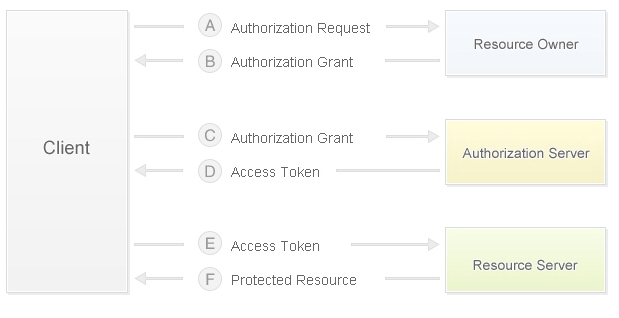 Client
A Authorization Request
Resource Owner
B Authorization Grant
C Authorization Grant
Authorization Server
D Access Token
E Access Token
Resource Server
F Protected Resource